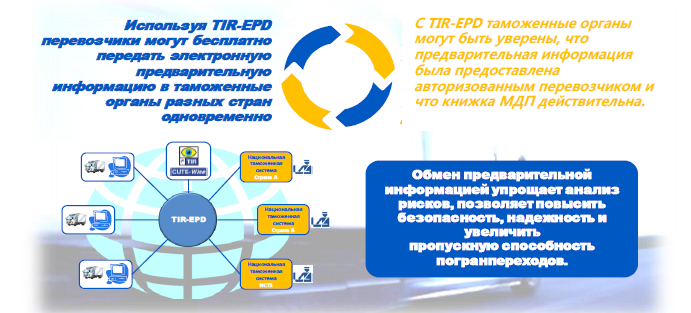 Используя TIR-EPD
перевозчики могут бесплатно
передать электронную
предварительную
информацию в таможенные
органы разных стран
одновременно
С TIR-EPD таможенные органы
могут быть уверены, что
предварительная информация
была предоставлена
авторизованным перевозчиком и
что книжка МДП действительна.
TIR
CUTE-Wise
TIR-EPD
Национальная
таможенная
система
Страна А
Национальная
таможенная
система
Страна Б
Национальная
таможенная
система
NCTS
Обмен предварительной
информацией упрощает анализ
рисков, позволяет повысить
безопасность, надежность и
увеличить
пропускную способность
погранпереходов.